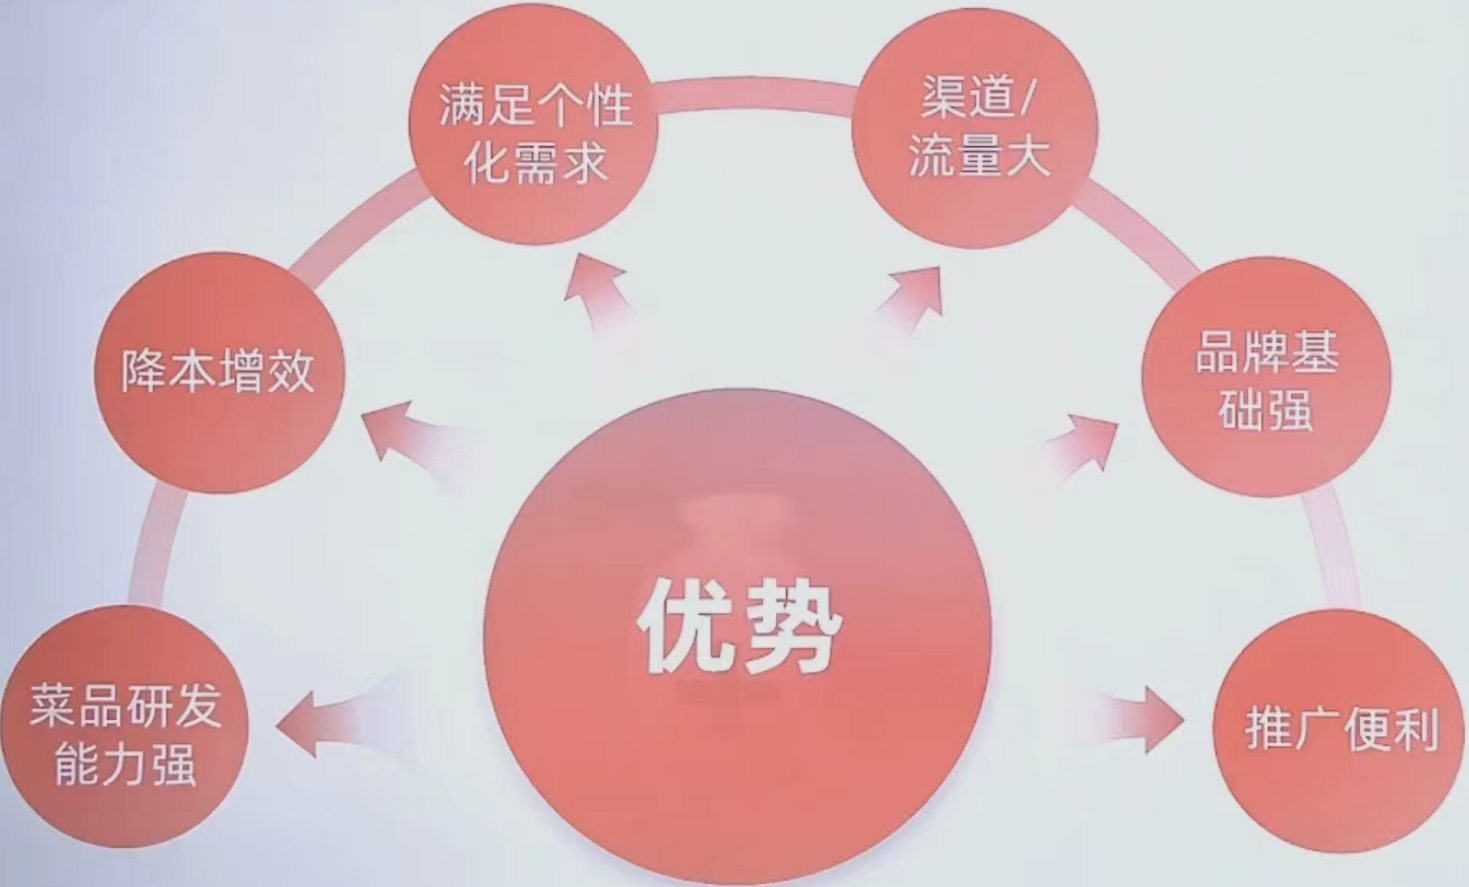 满足个性
化需求
渠道/
流量大
降本增效
品牌基
础强
优势
菜品研发
能力强
推广便利